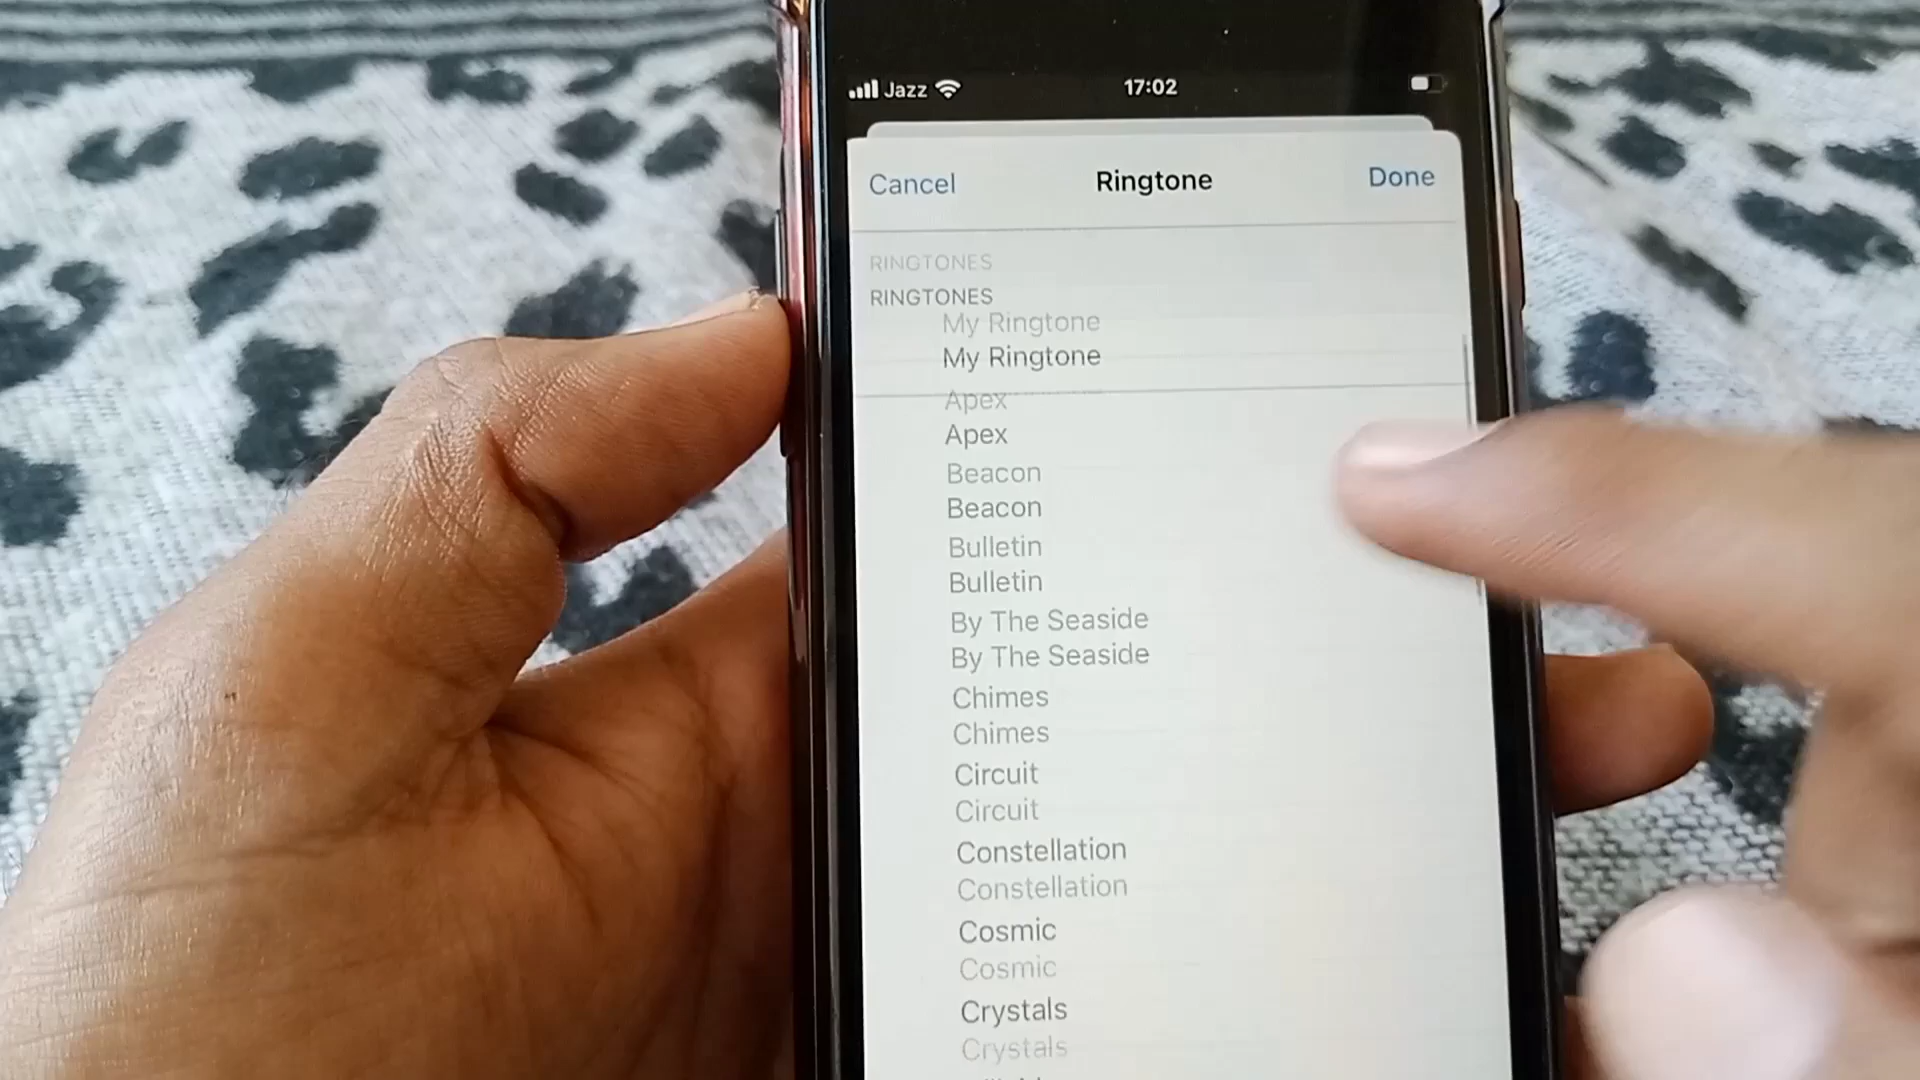 Jazz 17:02
Cancel Ringtone Done
RINGTONES
RINGTONES
My Ringtone
My Ringtone
Apex
Apex
Beacon
Beacon
Bulletin
Bulletin
By The Seaside
By The Seaside
Chimes
Chimes
Circuit
Circuit
Constellation
Constellation
Cosmic
Cosmic
Crystals
Crystals